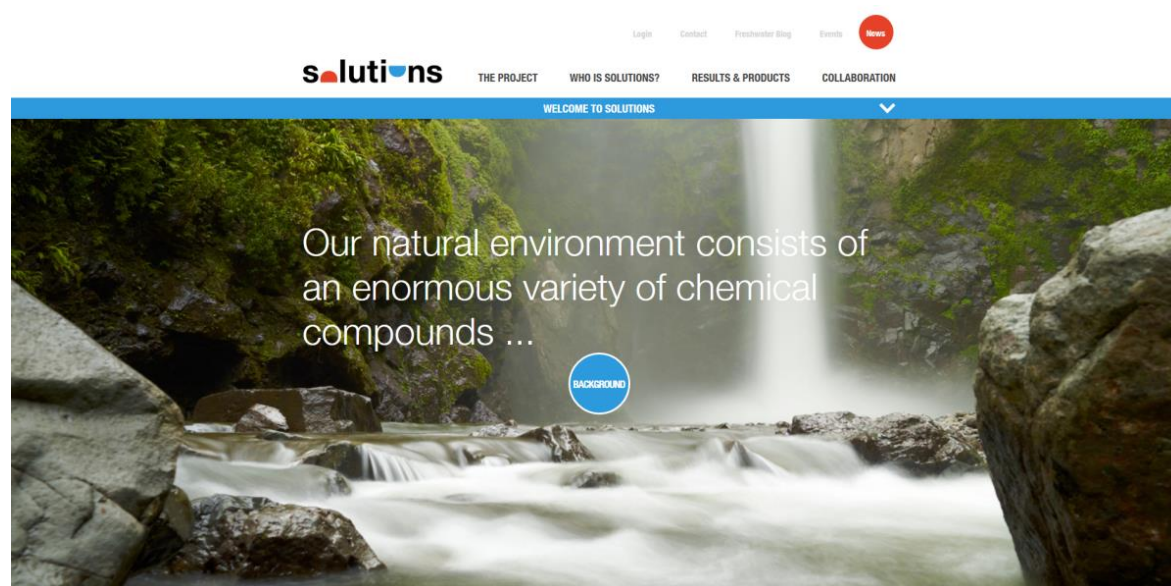 Login Contact Freshwater Blog Events News
solutions
THE PROJECT WHO IS SOLUTIONS? RESULTS & PRODUCTS COLLABORATION
WELCOME TO SOLUTIONS
Our natural environment consists of
an enormous variety of chemical
compounds ...
BACKGROUND